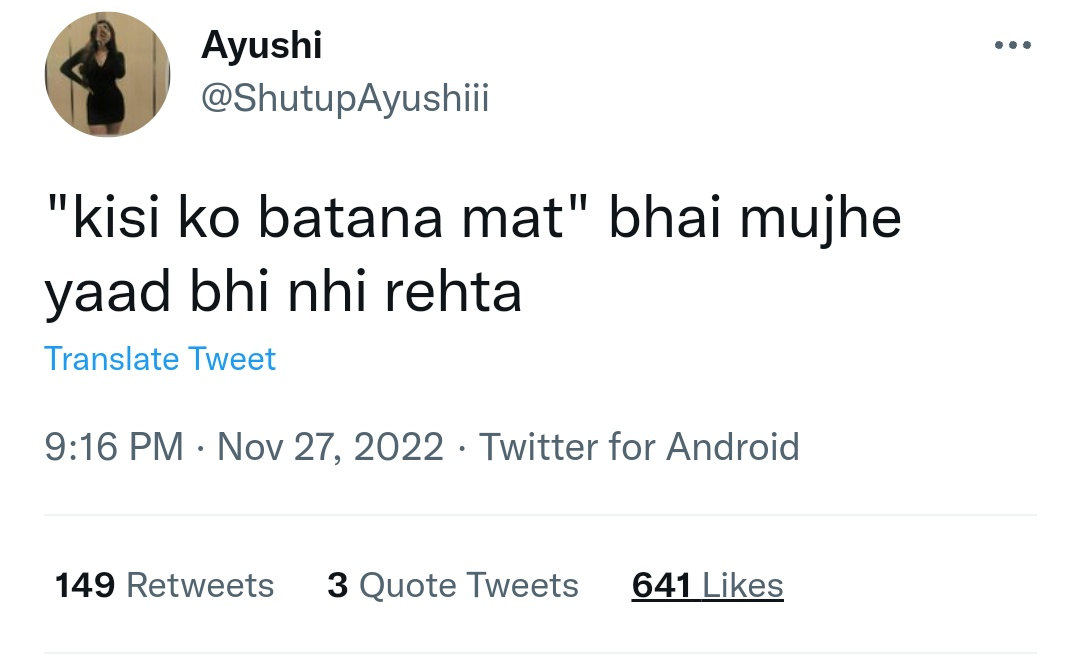 Ayushi
@ShutupAyushiii
"kisi ko batana mat" bhai mujhe
yaad bhi nhi rehta
Translate Tweet
9:16 PM · Nov 27, 2022 · Twitter for Android
149 Retweets 3 Quote Tweets 641 Likes